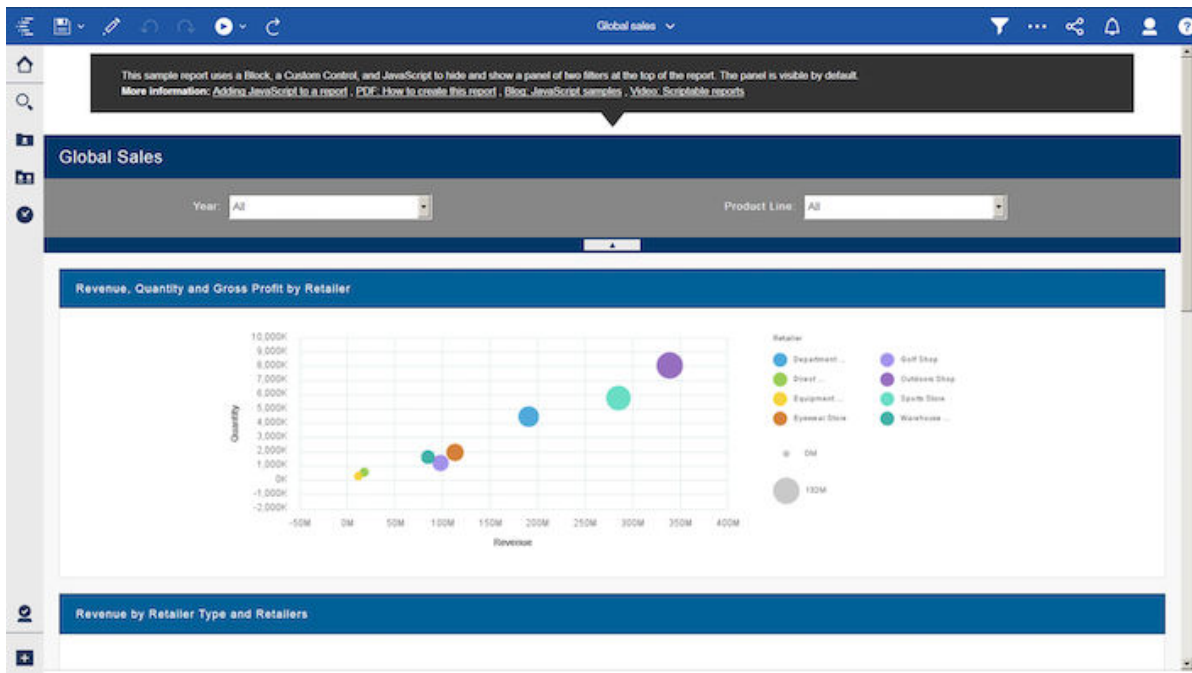 Global sales
?
This sample report uses a Block, a Custom Control, and JavaScript to hide and show a panel of two filters at the top of the report. The panel is visible by default.
More information: Adding JavaScript to a report , PDF: How to create this report , Blog: JavaScript samples , Video: Scriptable reports
Global Sales
Year: All
Product Line: All
Revenue, Quantity and Gross Profit by Retailer
10,000K
9,000K
8,000K
7,000K
6,000K
5,000K
4,000K
3,000K
2,000K
1,000K
0K
-1,000K
-2,000K
Quantity
-50M 0M 50M 100M 150M 200M 250M 300M 350M 400M
Revenue
Retailer
Department ... Golf Shop
Direct ... Outdoors Shop
Equipment ... Sports Store
Eyewear Store Warehouse ...
0M
192M
Revenue by Retailer Type and Retailers